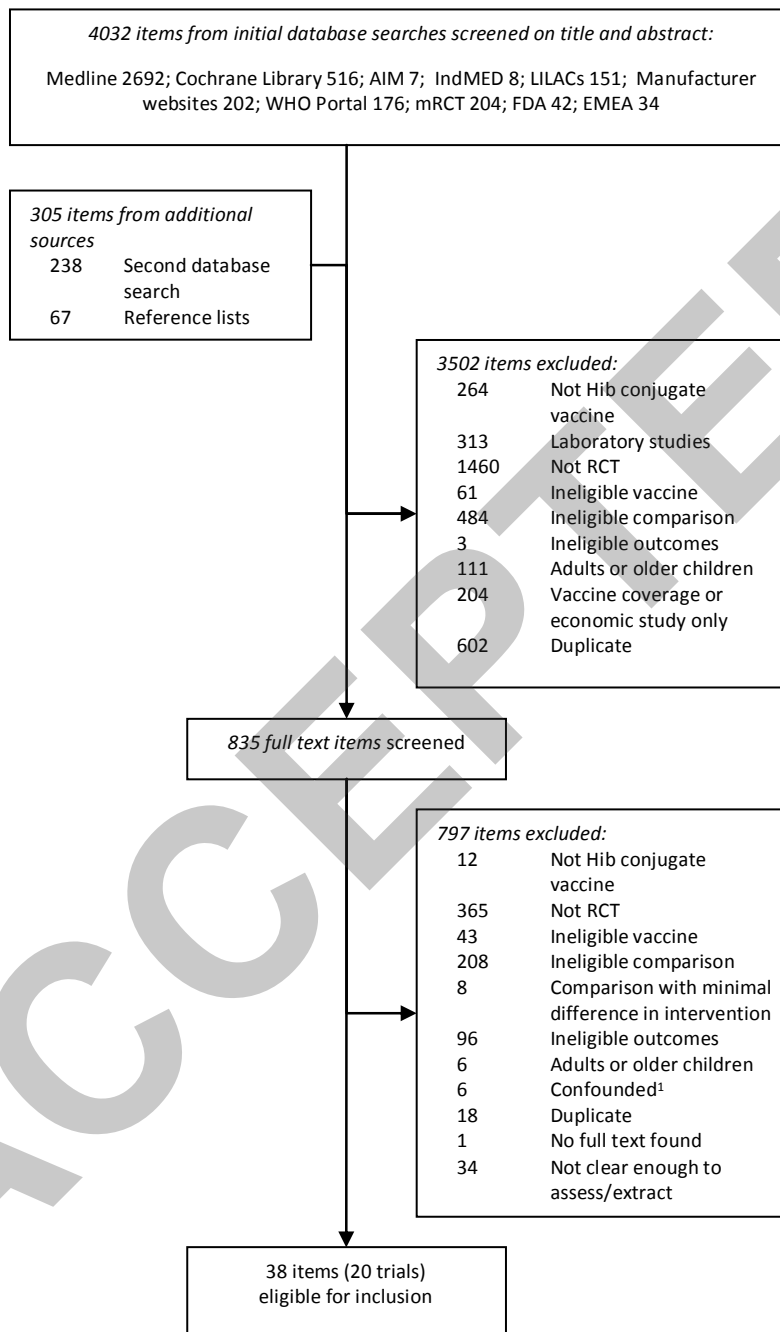 4032 items from initial database searches screened on title and abstract:
Medline 2692; Cochrane Library 516; AIM 7; IndMED 8; LILACs 151; Manufacturer
websites 202; WHO Portal 176; mRCT 204; FDA 42; EMEA 34
305 items from additional
sources
238 Second database
search
67 Reference lists
3502 items excluded:
264 Not Hib conjugate
vaccine
313 Laboratory studies
1460 Not RCT
61 Ineligible vaccine
484 Ineligible comparison
3 Ineligible outcomes
111 Adults or older children
204 Vaccine coverage or
economic study only
602 Duplicate
835 full text items screened
797 items excluded:
12 Not Hib conjugate
vaccine
365 Not RCT
43 Ineligible vaccine
208 Ineligible comparison
8 Comparison with minimal
difference in intervention
96 Ineligible outcomes
6 Adults or older children
6 Confounded¹
18 Duplicate
1 No full text found
34 Not clear enough to
assess/extract
38 items (20 trials)
eligible for inclusion
ACCEPTE